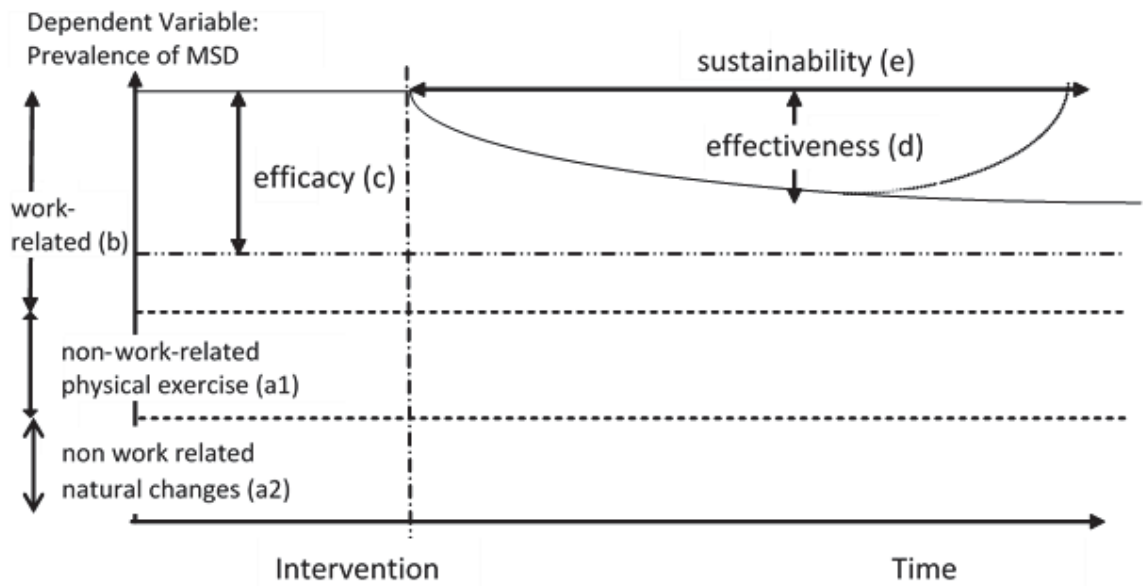 Dependent Variable:
Prevalence of MSD
sustainability (e)
effectiveness (d)
efficacy (c)
work-
related (b)
non-work-related
physical exercise (a1)
non work related
natural changes (a2)
Intervention
Time